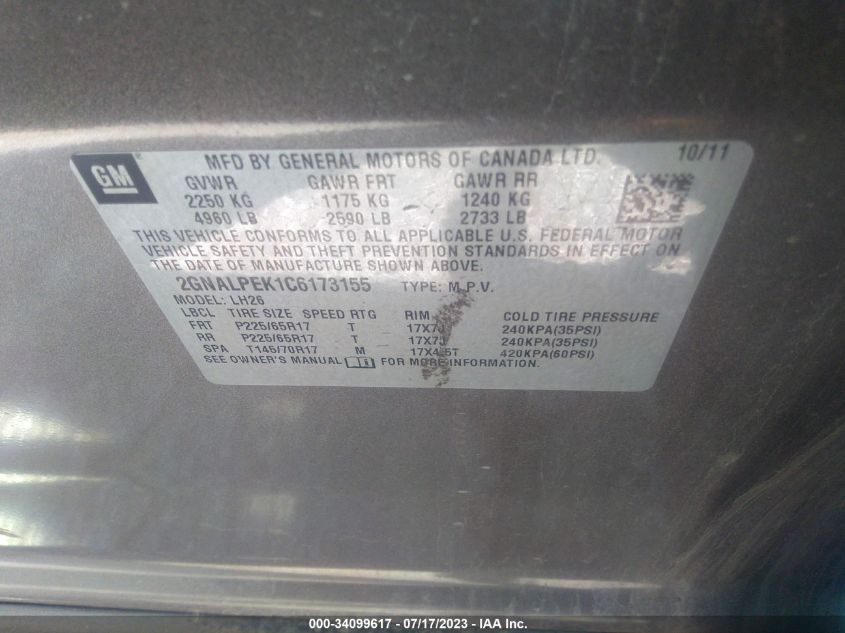 GM MFD BY GENERAL MOTORS OF CANADA LTD. 10/11
GVWR GAWR FRT GAWR RR
2250 KG 1175 KG 1240 KG
4960 LB 2590 LB 2733 LB
THIS VEHICLE CONFORMS TO ALL APPLICABLE U.S. FEDERAL MOTOR
VEHICLE SAFETY AND THEFT PREVENTION STANDARDS IN EFFECT ON
THE DATE OF MANUFACTURE SHOWN ABOVE.
2GNALPEK1C6173155 TYPE: M.P.V.
MODEL: LH26
LBCL TIRE SIZE SPEED RTG RIM COLD TIRE PRESSURE
FRT P225/65R17 T 17X7J 240KPA(35PSI)
RR P225/65R17 T 17X7J 240KPA(35PSI)
SPA T145/70R17 M 17X4.5T 420KPA(60PSI)
SEE OWNER'S MANUAL FOR MORE INFORMATION.
000-34099617 - 07/17/2023 - IAA Inc.